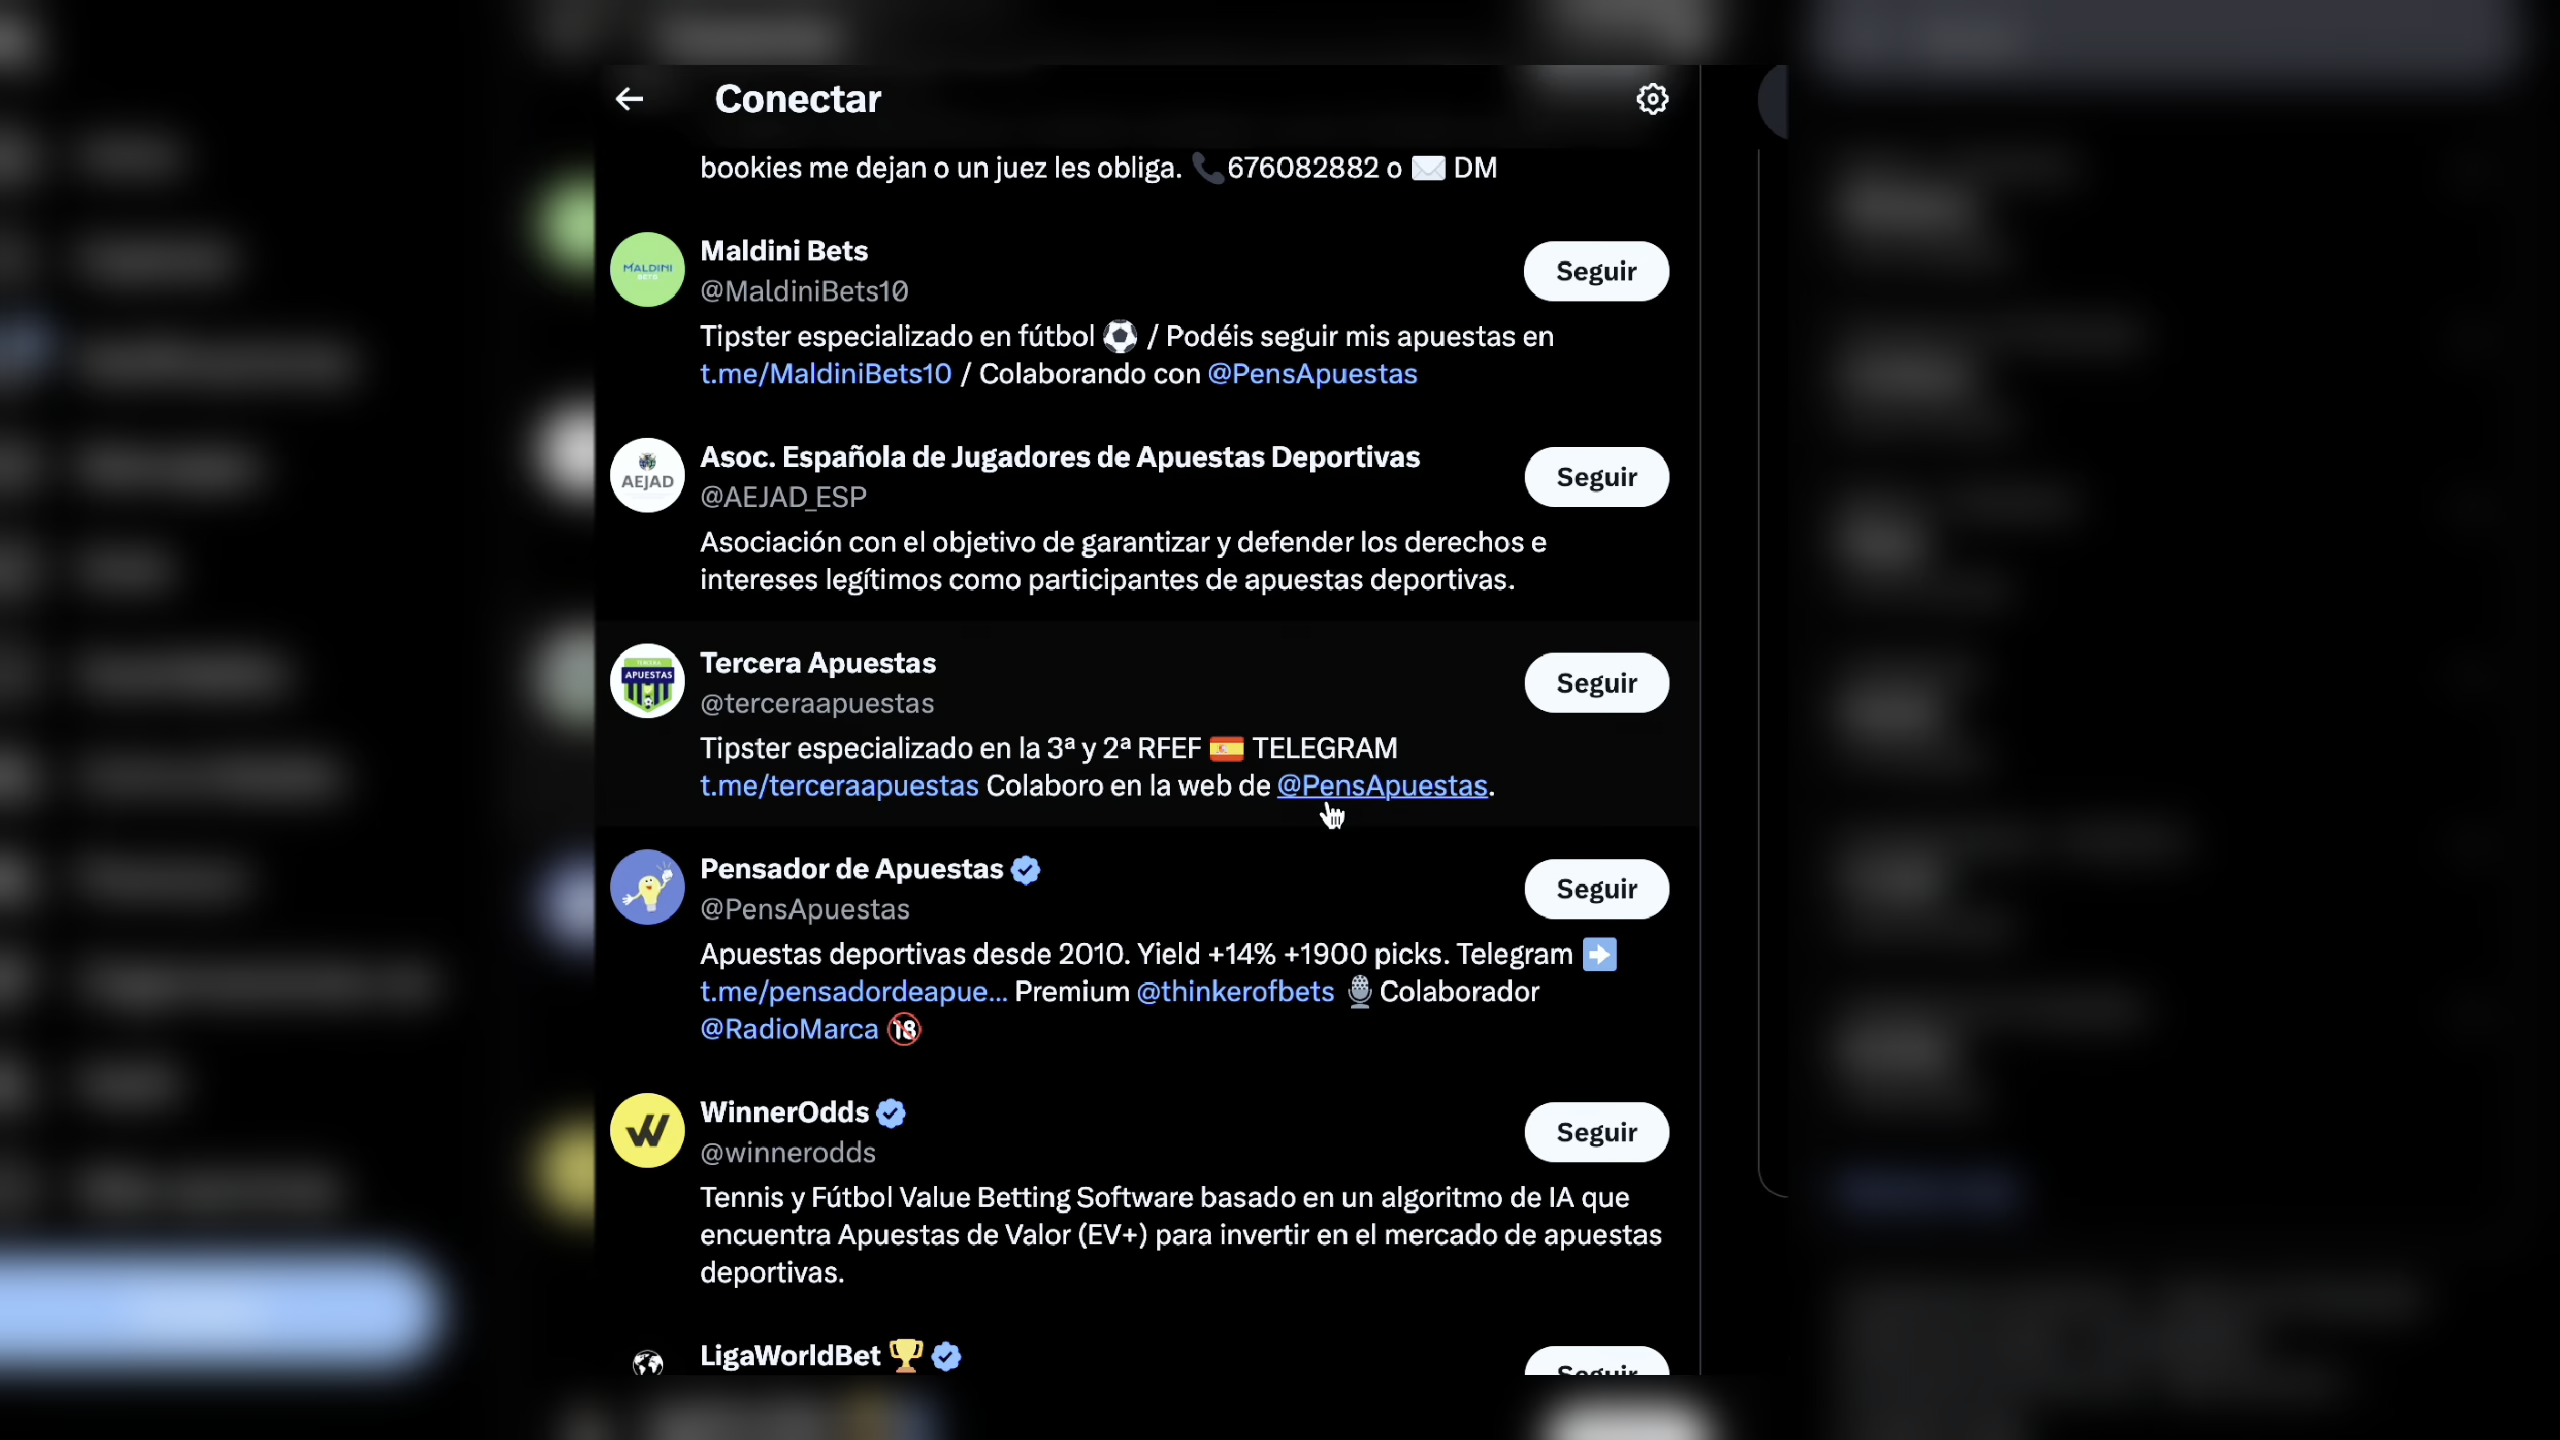 Conectar
bookies me dejan o un juez les obliga. 📞676082882 o ✉️ DM
MALDINI
BETS
Maldini Bets
@MaldiniBets10
Seguir
Tipster especializado en fútbol ⚽ / Podéis seguir mis apuestas en
t.me/MaldiniBets10 / Colaborando con @PensApuestas
AEJAD
Asoc. Española de Jugadores de Apuestas Deportivas
@AEJAD_ESP
Seguir
Asociación con el objetivo de garantizar y defender los derechos e
intereses legítimos como participantes de apuestas deportivas.
TERCERA
APUESTAS
Tercera Apuestas
@terceraapuestas
Seguir
Tipster especializado en la 3ª y 2ª RFEF 🇪🇸 TELEGRAM
t.me/terceraapuestas Colaboro en la web de @PensApuestas.
Pensador de Apuestas
@PensApuestas
Seguir
Apuestas deportivas desde 2010. Yield +14% +1900 picks. Telegram ➡️
t.me/pensadordeapue... Premium @thinkerofbets 🎙️ Colaborador
@RadioMarca 🔞
W
WinnerOdds
@winnerodds
Seguir
Tennis y Fútbol Value Betting Software basado en un algoritmo de IA que
encuentra Apuestas de Valor (EV+) para invertir en el mercado de apuestas
deportivas.
LigaWorldBet 🏆
Seguir